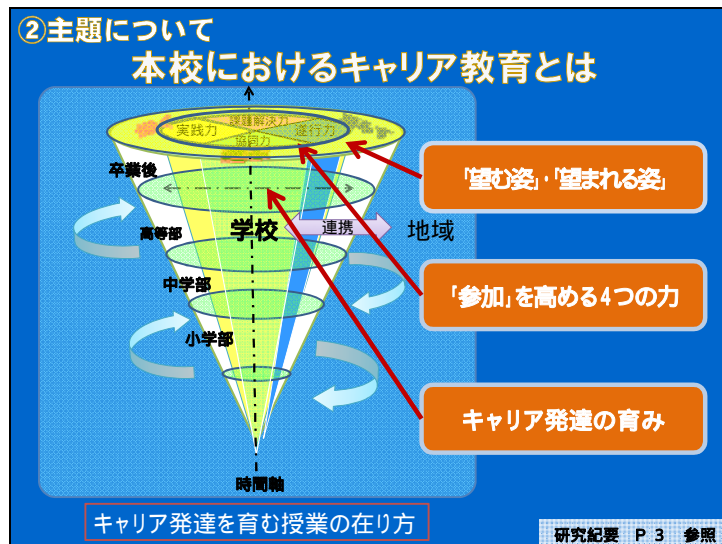 ②主題について
本校におけるキャリア教育とは
課題解決力
実践力
遂行力
協同力
卒業後
「望む姿」・「望まれる姿」
高等部
学校
連携
地域
中学部
「参加」を高める4つの力
小学部
キャリア発達の育み
時間軸
キャリア発達を育む授業の在り方
研究紀要 P 3 参照